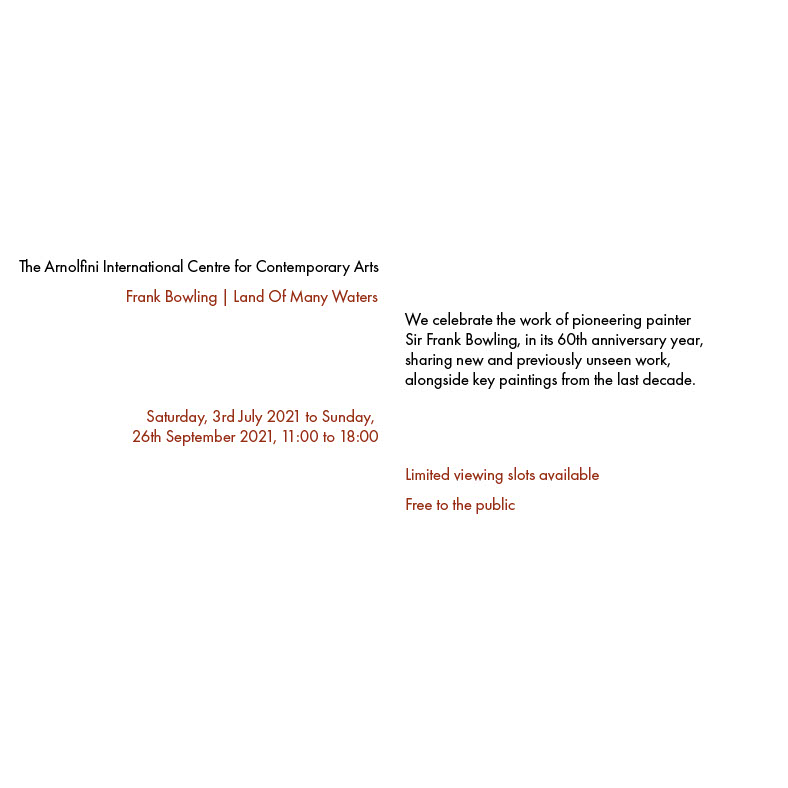 The Arnolfini International Centre for Contemporary Arts
Frank Bowling | Land Of Many Waters
We celebrate the work of pioneering painter
Sir Frank Bowling, in its 60th anniversary year,
sharing new and previously unseen work,
alongside key paintings from the last decade.
Saturday, 3rd July 2021 to Sunday,
26th September 2021, 11:00 to 18:00
Limited viewing slots available
Free to the public